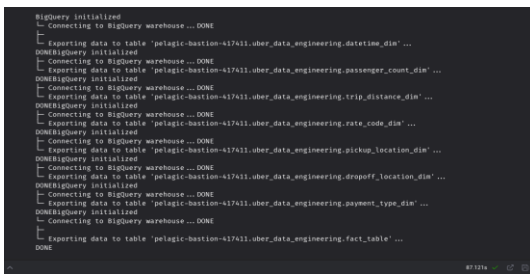 BigQuery initialized
└─ Connecting to BigQuery warehouse... DONE
├─
└─ Exporting data to table 'pelagic-bastion-417411.uber_data_engineering.datetime_dim'...
DONEBigQuery initialized
├─ Connecting to BigQuery warehouse... DONE
└─ Exporting data to table 'pelagic-bastion-417411.uber_data_engineering.passenger_count_dim'...
DONEBigQuery initialized
├─ Connecting to BigQuery warehouse... DONE
└─ Exporting data to table 'pelagic-bastion-417411.uber_data_engineering.trip_distance_dim'...
DONEBigQuery initialized
├─ Connecting to BigQuery warehouse... DONE
└─ Exporting data to table 'pelagic-bastion-417411.uber_data_engineering.rate_code_dim'...
DONEBigQuery initialized
├─ Connecting to BigQuery warehouse... DONE
└─ Exporting data to table 'pelagic-bastion-417411.uber_data_engineering.pickup_location_dim'...
DONEBigQuery initialized
├─ Connecting to BigQuery warehouse... DONE
└─ Exporting data to table 'pelagic-bastion-417411.uber_data_engineering.dropoff_location_dim'...
DONEBigQuery initialized
├─ Connecting to BigQuery warehouse... DONE
└─ Exporting data to table 'pelagic-bastion-417411.uber_data_engineering.payment_type_dim'...
DONEBigQuery initialized
└─ Connecting to BigQuery warehouse... DONE
├─
└─ Exporting data to table 'pelagic-bastion-417411.uber_data_engineering.fact_table'...
DONE